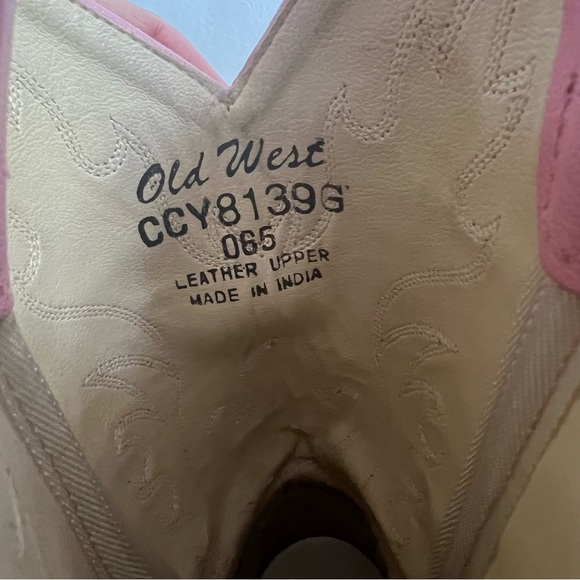 Old West
CCY8139G
065
LEATHER UPPER
MADE IN INDIA